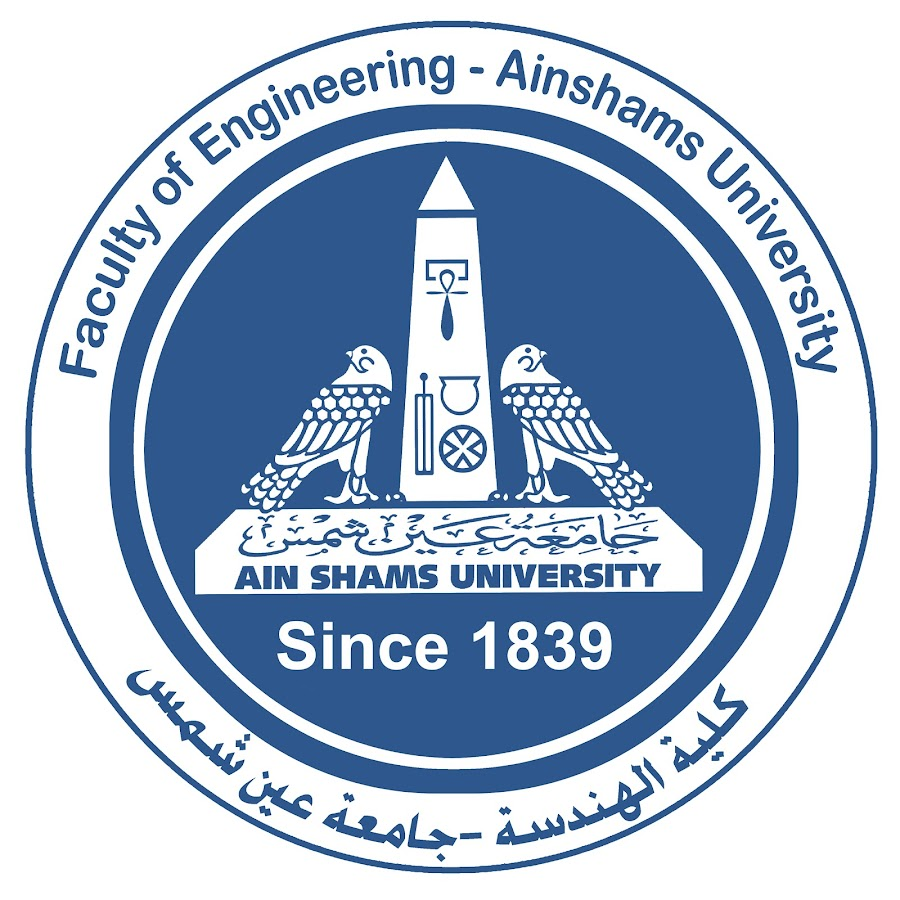 Faculty of Engineering - Ainshams University
جامعة عين شمس
AIN SHAMS UNIVERSITY
Since 1839
كلية الهندسة - جامعة عين شمس